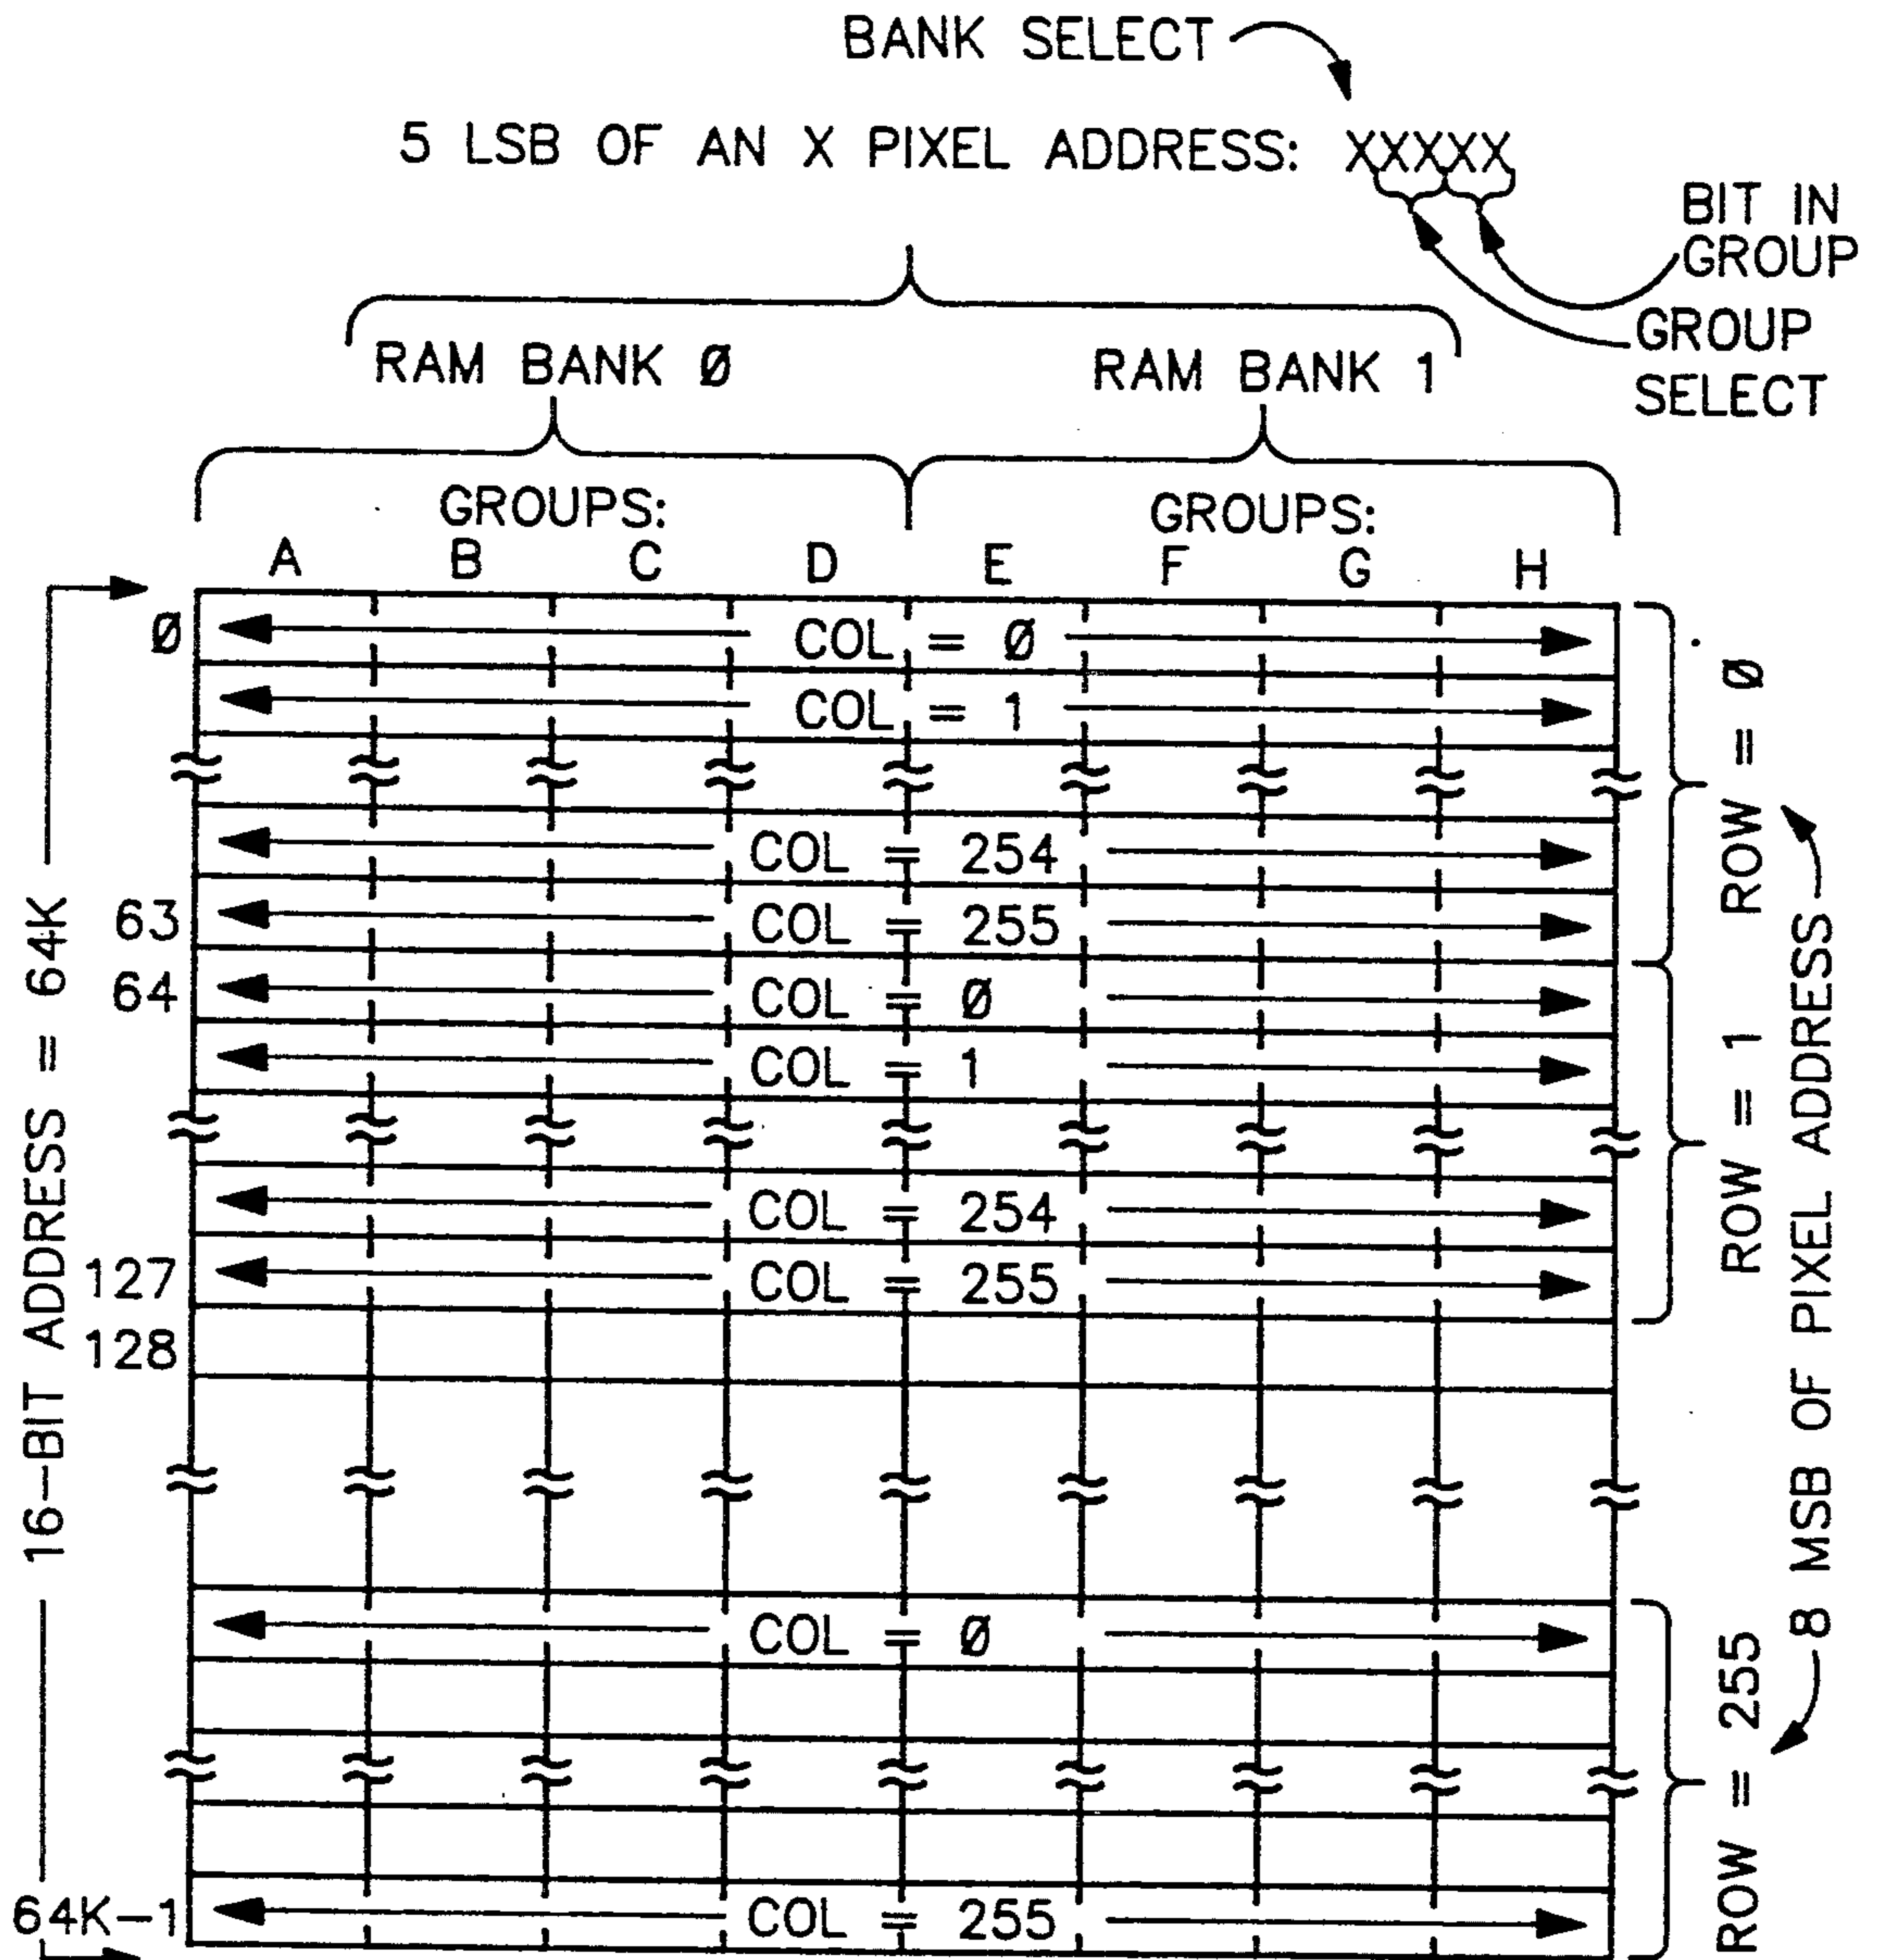 BANK SELECT
5 LSB OF AN X PIXEL ADDRESS: XXXXX
BIT IN
GROUP
GROUP
SELECT
RAM BANK Ø
RAM BANK 1
GROUPS:
GROUPS:
A B C D E F G H
Ø
COL = Ø
COL = 1
COL = 254
63
COL = 255
64
COL = Ø
COL = 1
COL = 254
127
COL = 255
128
COL = Ø
64K-1
COL = 255
16-BIT ADDRESS = 64K
ROW = Ø
ROW = 1
ROW = 255
8 MSB OF PIXEL ADDRESS